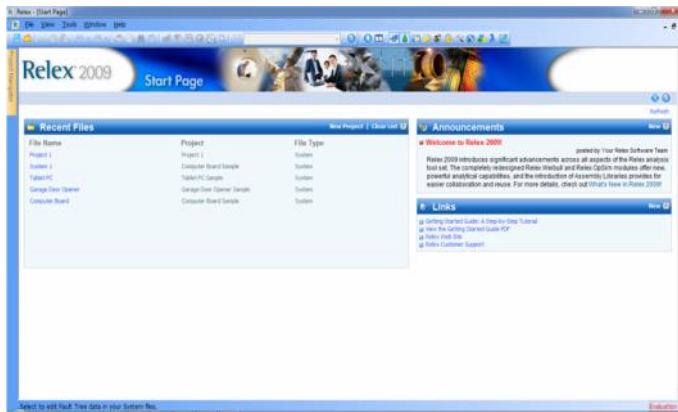 Relex - [Start Page]
File View Tools Window Help
Project Navigator
Relex 2009
Start Page
Refresh
Recent Files
New Project | Clear List
File Name Project File Type
Project 1 Project 1 System
System 1 Computer Board Sample System
Tablet PC Tablet PC Sample System
Garage Door Opener Garage Door Opener Sample System
Computer Board Computer Board Sample System
Announcements
New
Welcome to Relex 2009!
posted by Your Relex Software Team
Relex 2009 introduces significant advancements across all aspects of the Relex analysis
tool set. The completely redesigned Relex Weibull and Relex OpSim modules offer new,
powerful analytical capabilities, and the introduction of Assembly Libraries provides for
easier collaboration and reuse. For more details, check out What's New in Relex 2009!
Links
New
Getting Started Guide: A Step-by-Step Tutorial
View the Getting Started Guide PDF
Relex Web Site
Relex Customer Support
Select to edit Fault Tree data in your System files.
Evaluation